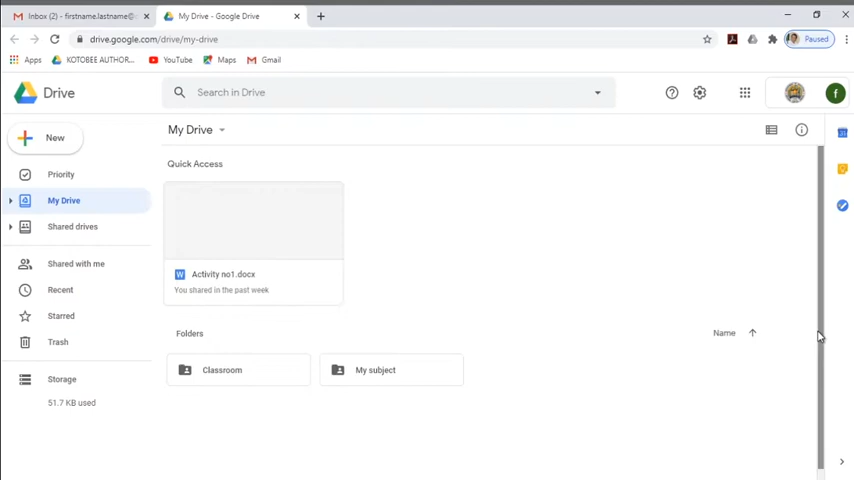 Inbox (2) - firstname.lastname@
My Drive - Google Drive
drive.google.com/drive/my-drive
Paused
Apps
KOTOBEE AUTHOR...
YouTube
Maps
Gmail
Drive
Search in Drive
f
New
My Drive
Priority
Quick Access
My Drive
Shared drives
Shared with me
W Activity no1.docx
Recent
You shared in the past week
Starred
Folders
Name
Trash
Classroom
My subject
Storage
51.7 KB used